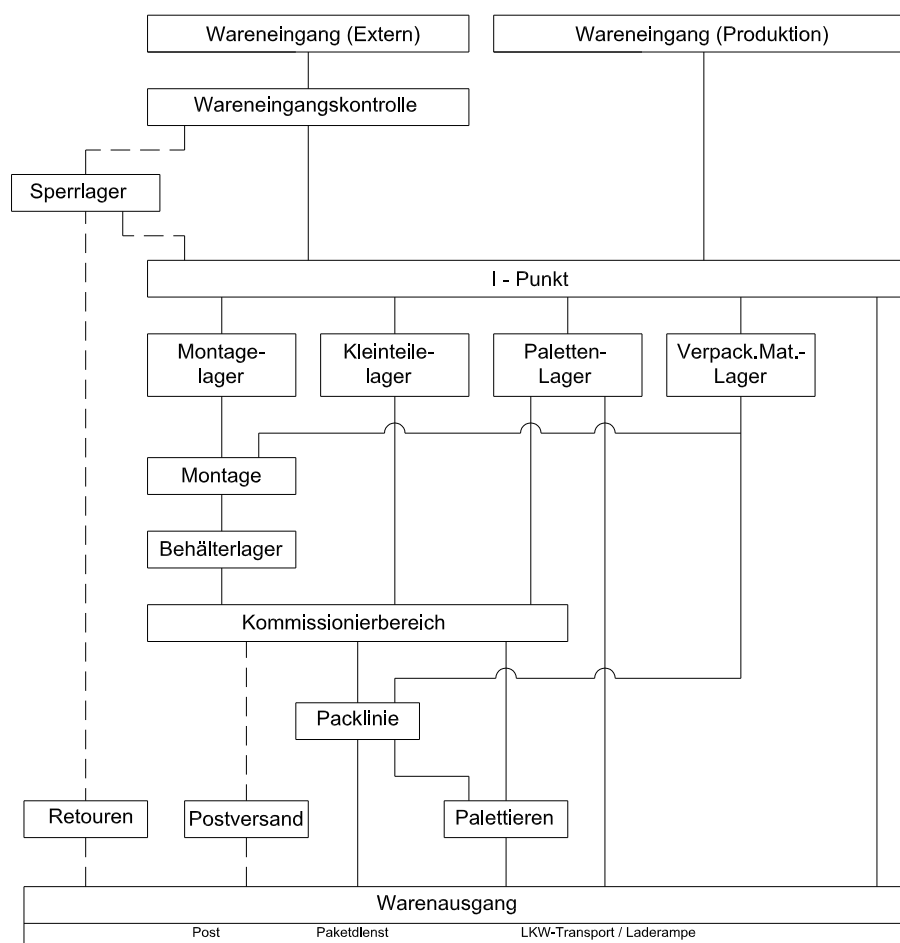 Wareneingang (Extern)
Wareneingang (Produktion)
Wareneingangskontrolle
Sperrlager
I - Punkt
Montage-
lager
Kleinteile-
lager
Paletten-
Lager
Verpack.Mat.-
Lager
Montage
Behälterlager
Kommissionierbereich
Packlinie
Retouren
Postversand
Palettieren
Warenausgang
Post
Paketdienst
LKW-Transport / Laderampe